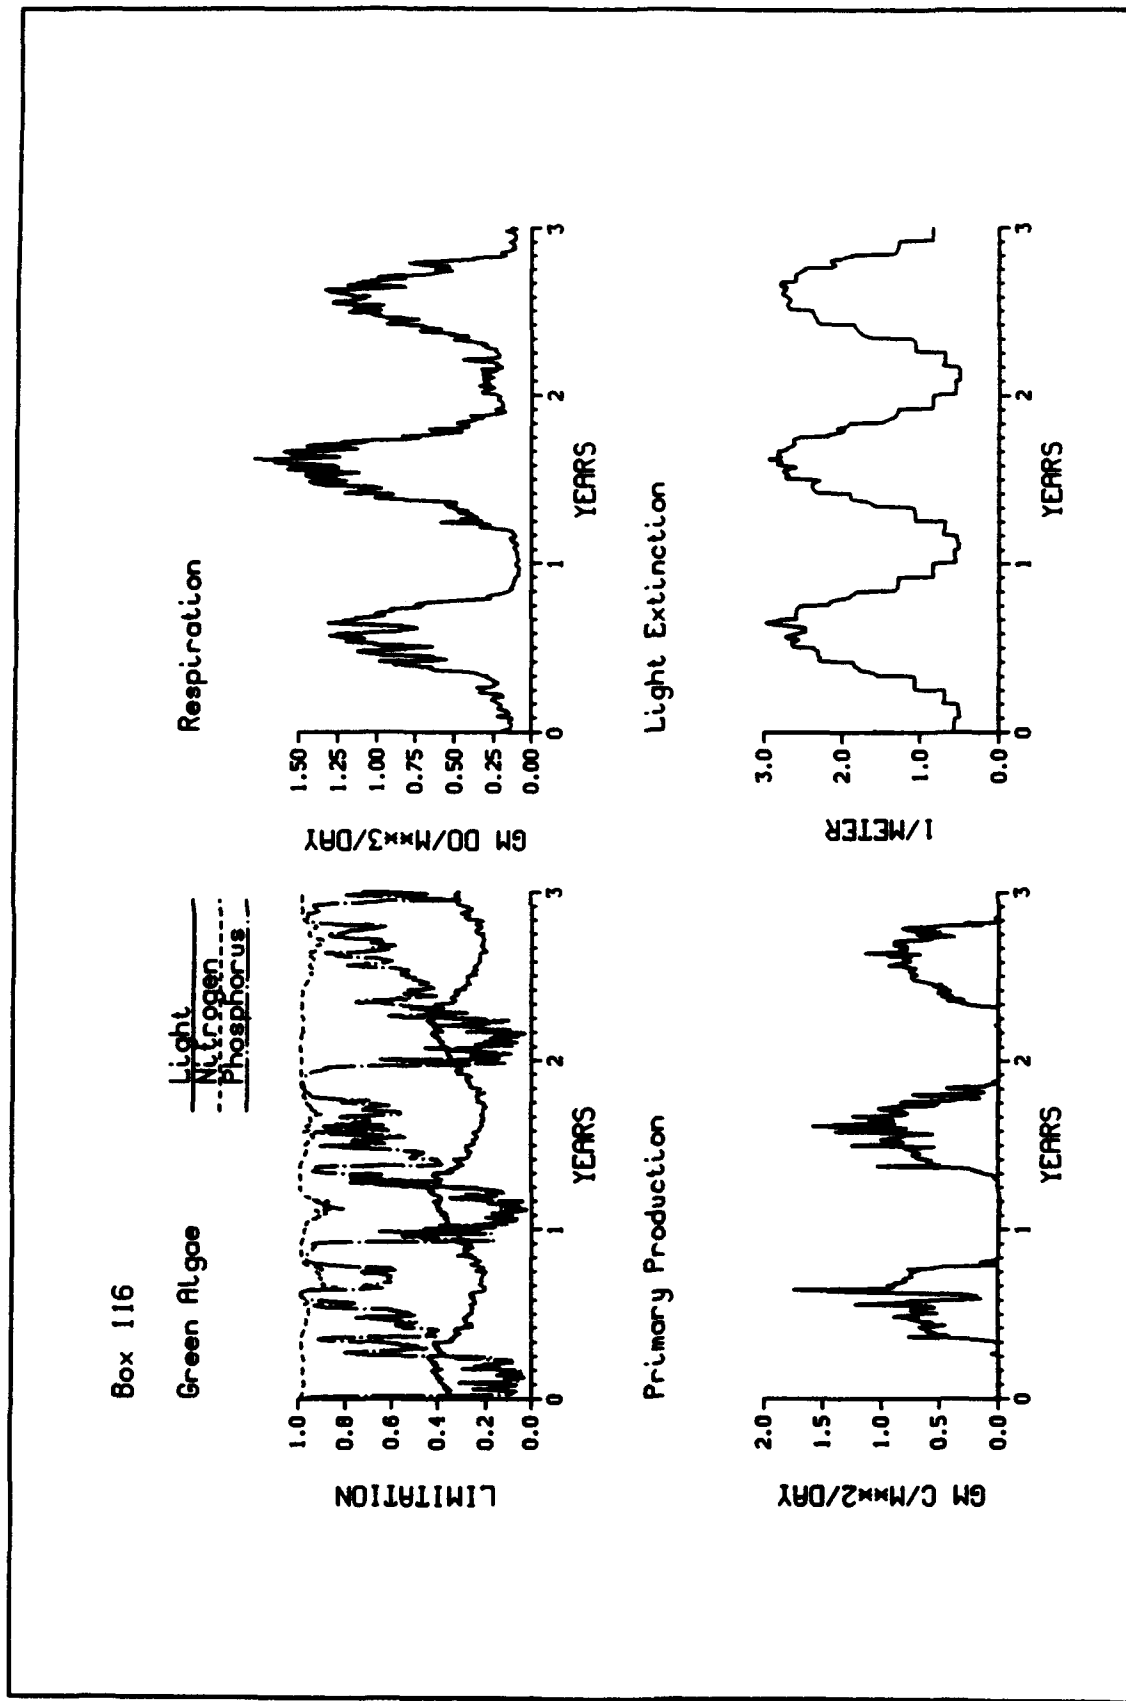 Box 116
Green Algae
Light
Nitrogen
Phosphorus
LIMITATION
1.0
0.8
0.6
0.4
0.2
0.0
0 1 2 3
YEARS
Respiration
GM DO/M**3/DAY
1.50
1.25
1.00
0.75
0.50
0.25
0.00
0 1 2 3
YEARS
Primary Production
GM C/M**2/DAY
2.0
1.5
1.0
0.5
0.0
0 1 2 3
YEARS
Light Extinction
1/METER
3.0
2.0
1.0
0.0
0 1 2 3
YEARS